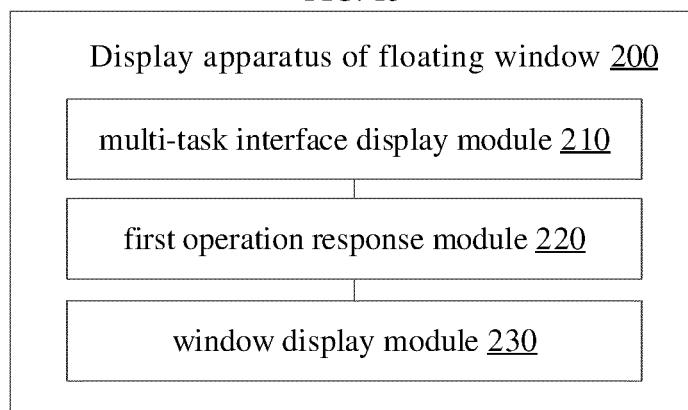 Display apparatus of floating window 200
multi-task interface display module 210
first operation response module 220
window display module 230